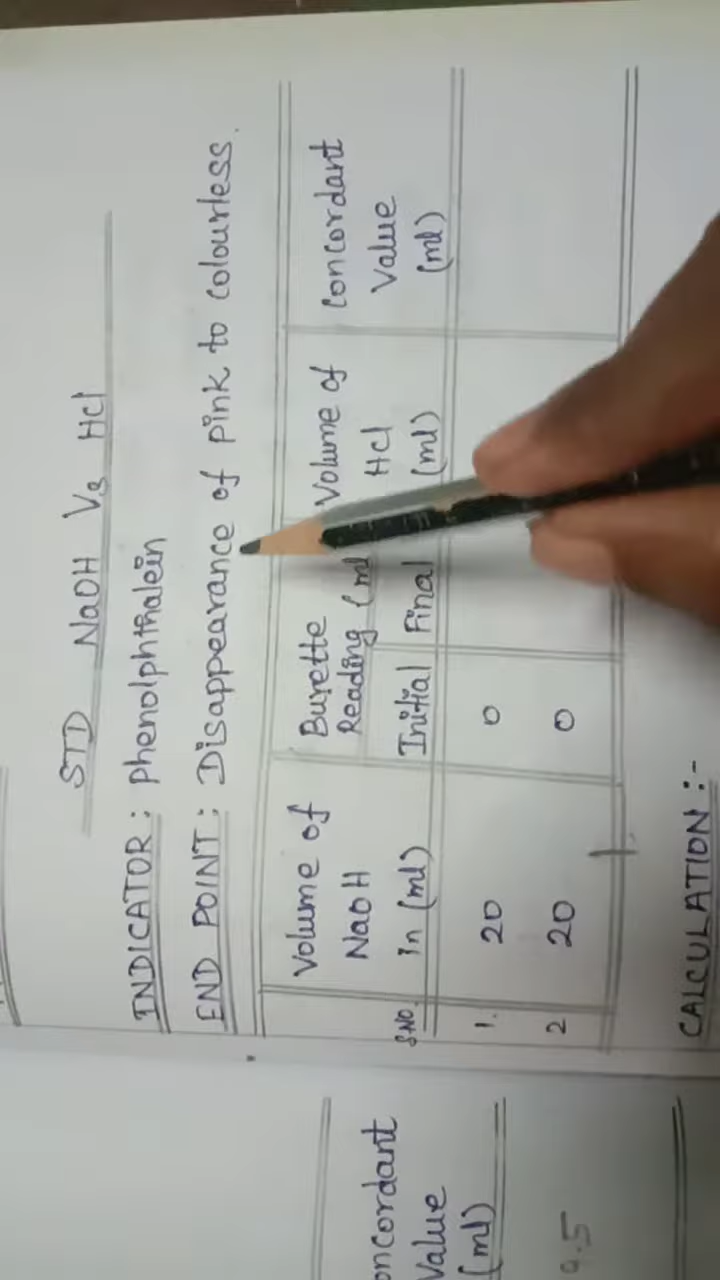 STD NaOH Vs HCl
INDICATOR : Phenolphthalein
END POINT : Disappearance of Pink to colourless.
S.NO. Volume of NaOH In (ml) Burette Reading (ml Initial Final Volume of HCl (ml) Concordant Value (ml)
1. 20 0
2 20 0
CALCULATION :-
oncordant
Value
(ml)
9.5